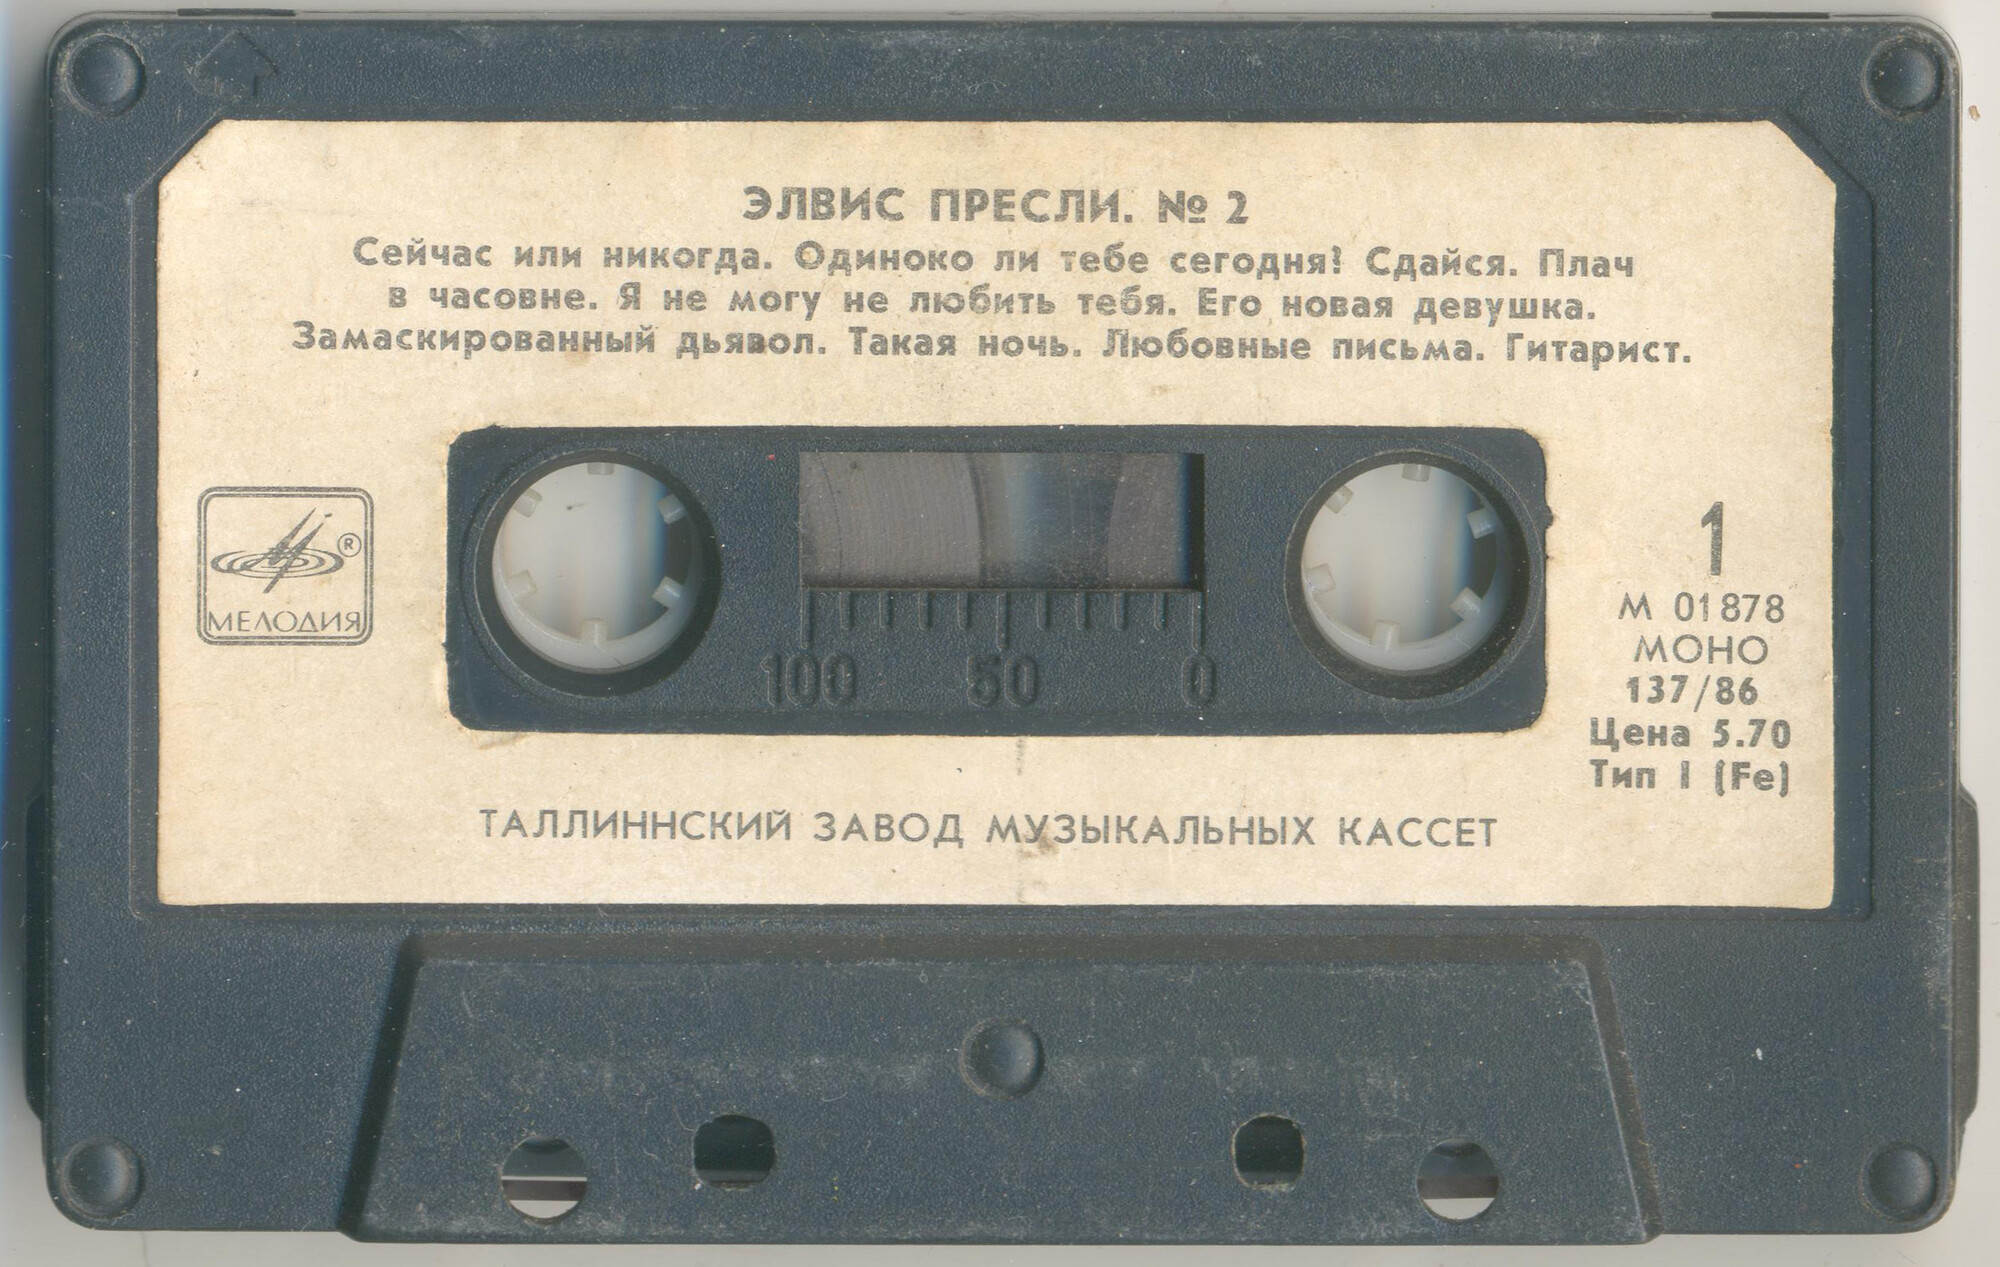 ЭЛВИС ПРЕСЛИ. № 2
Сейчас или никогда. Одиноко ли тебе сегодня? Сдайся. Плач
в часовне. Я не могу не любить тебя. Его новая девушка.
Замаскированный дьявол. Такая ночь. Любовные письма. Гитарист.
®
МЕЛОДИЯ
100 50 0
1
М 01878
МОНО
137/86
Цена 5.70
Тип I (Fe)
ТАЛЛИННСКИЙ ЗАВОД МУЗЫКАЛЬНЫХ КАССЕТ